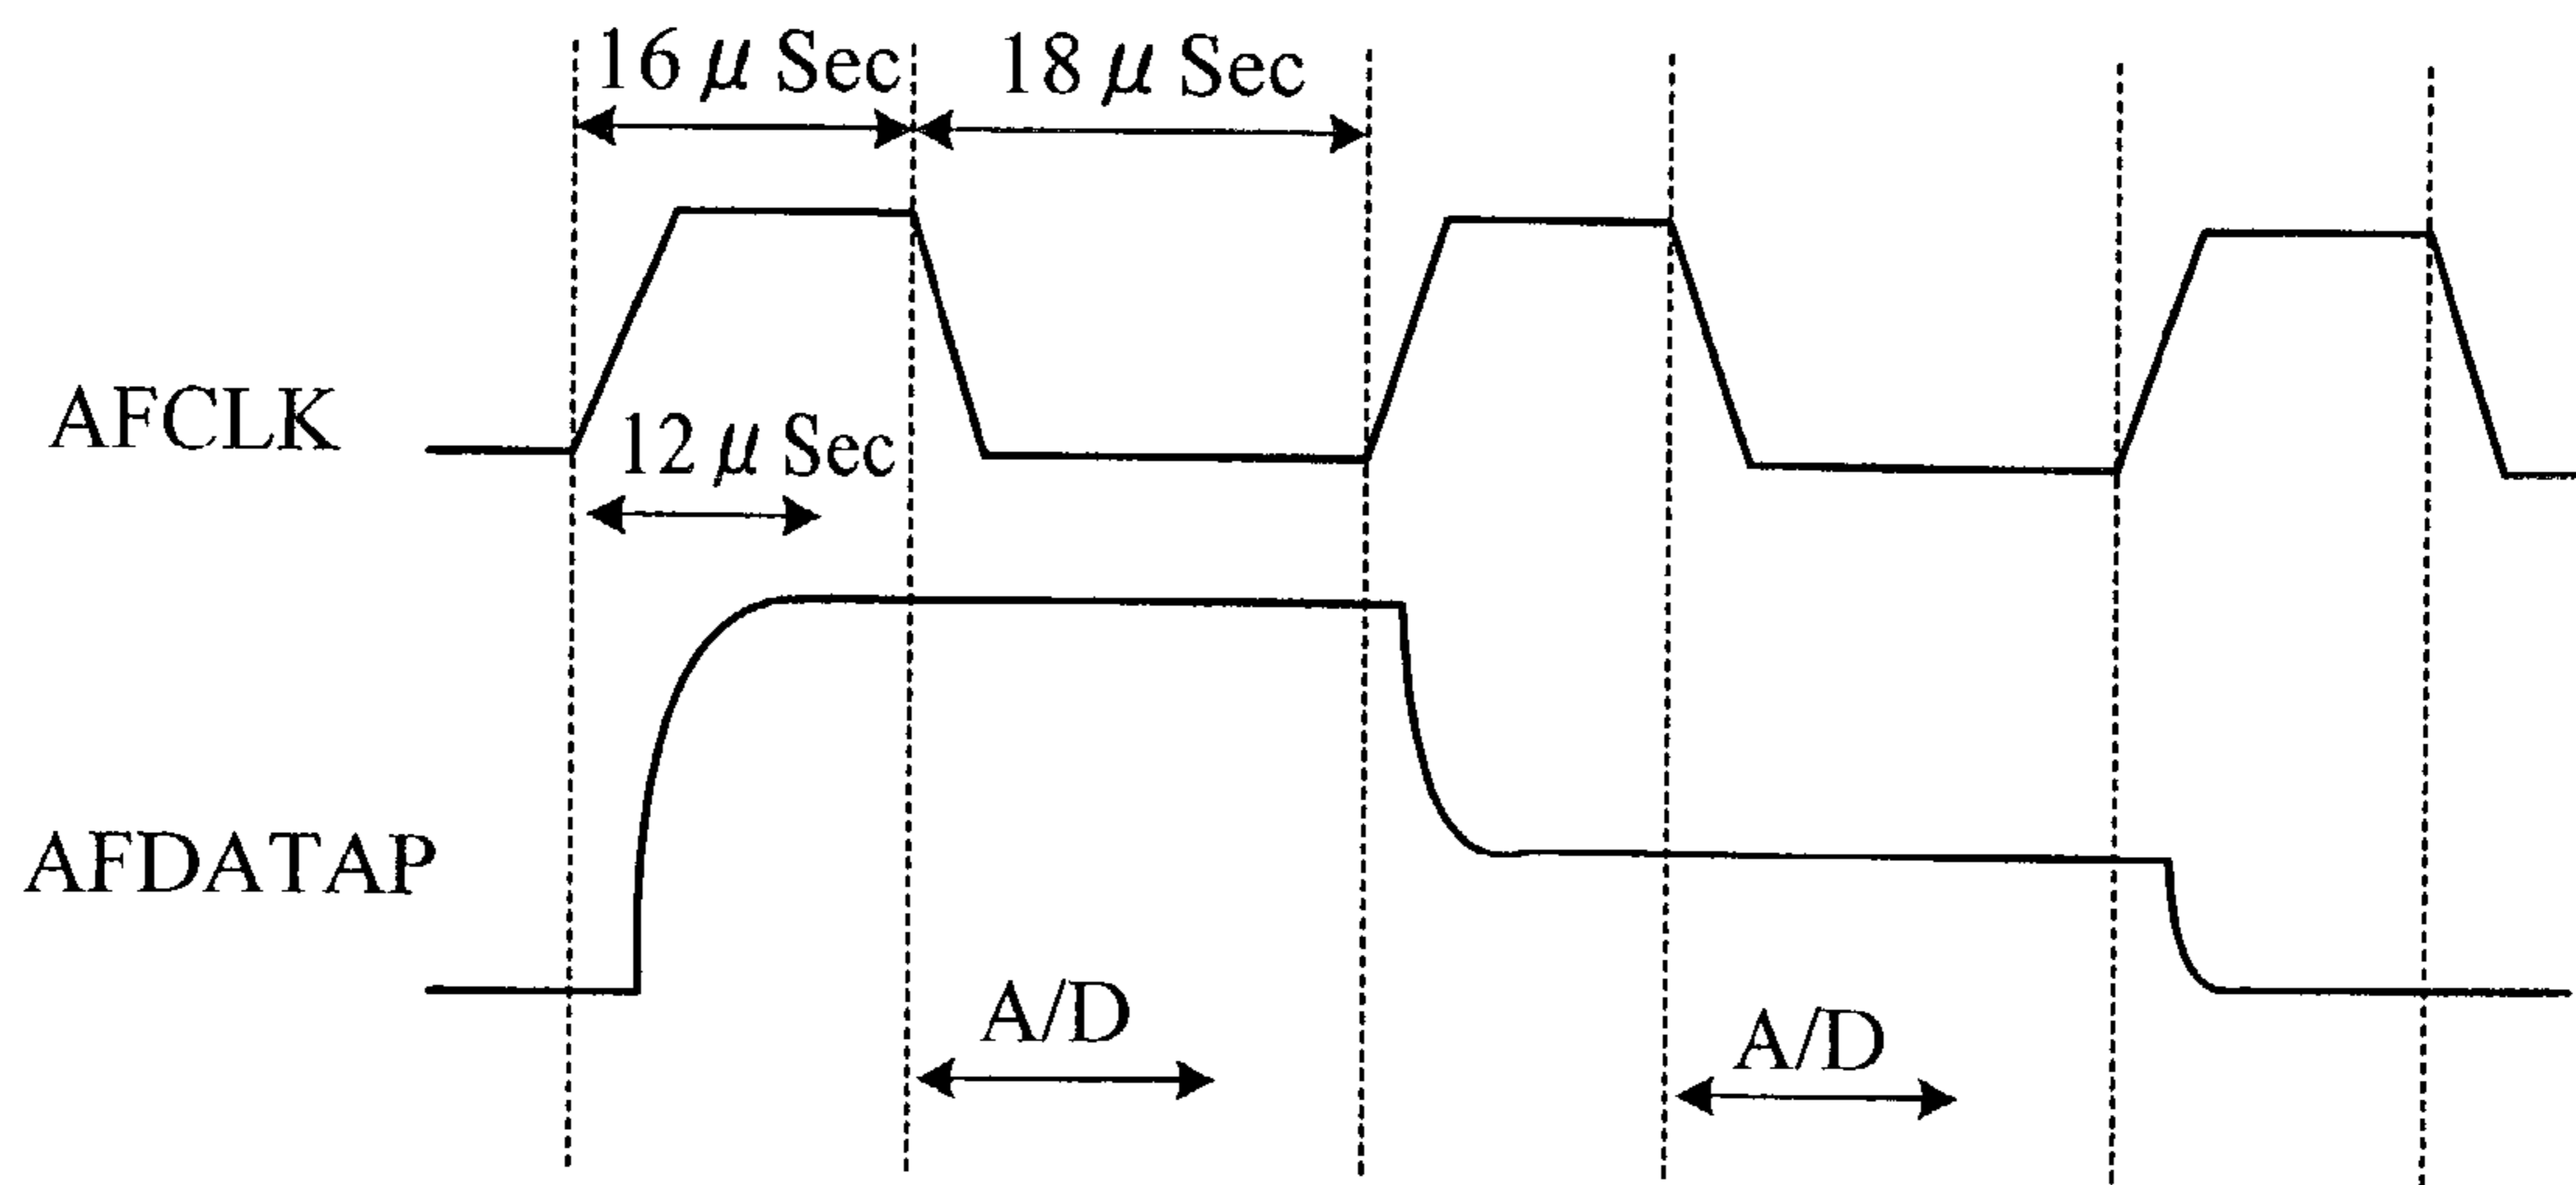 16 μ Sec
18 μ Sec
AFCLK
12 μ Sec
AFDATAP
A/D
A/D